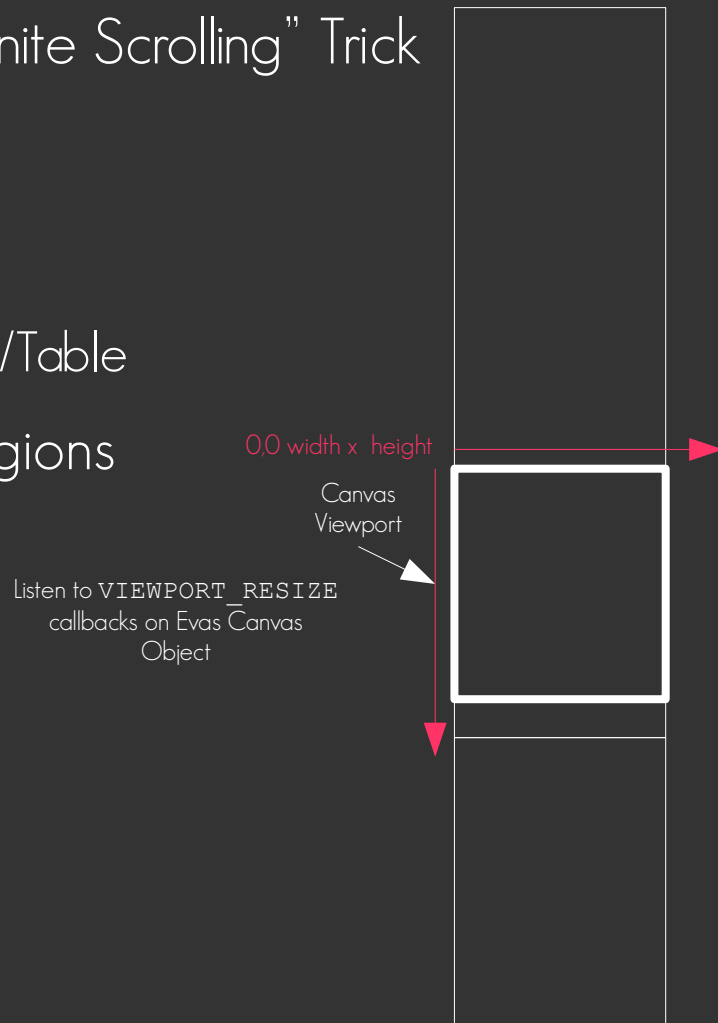 nite Scrolling” Trick
/Table
gions
0,0 width x height
Canvas
Viewport
Listen to VIEWPORT_RESIZE
callbacks on Evas Canvas
Object